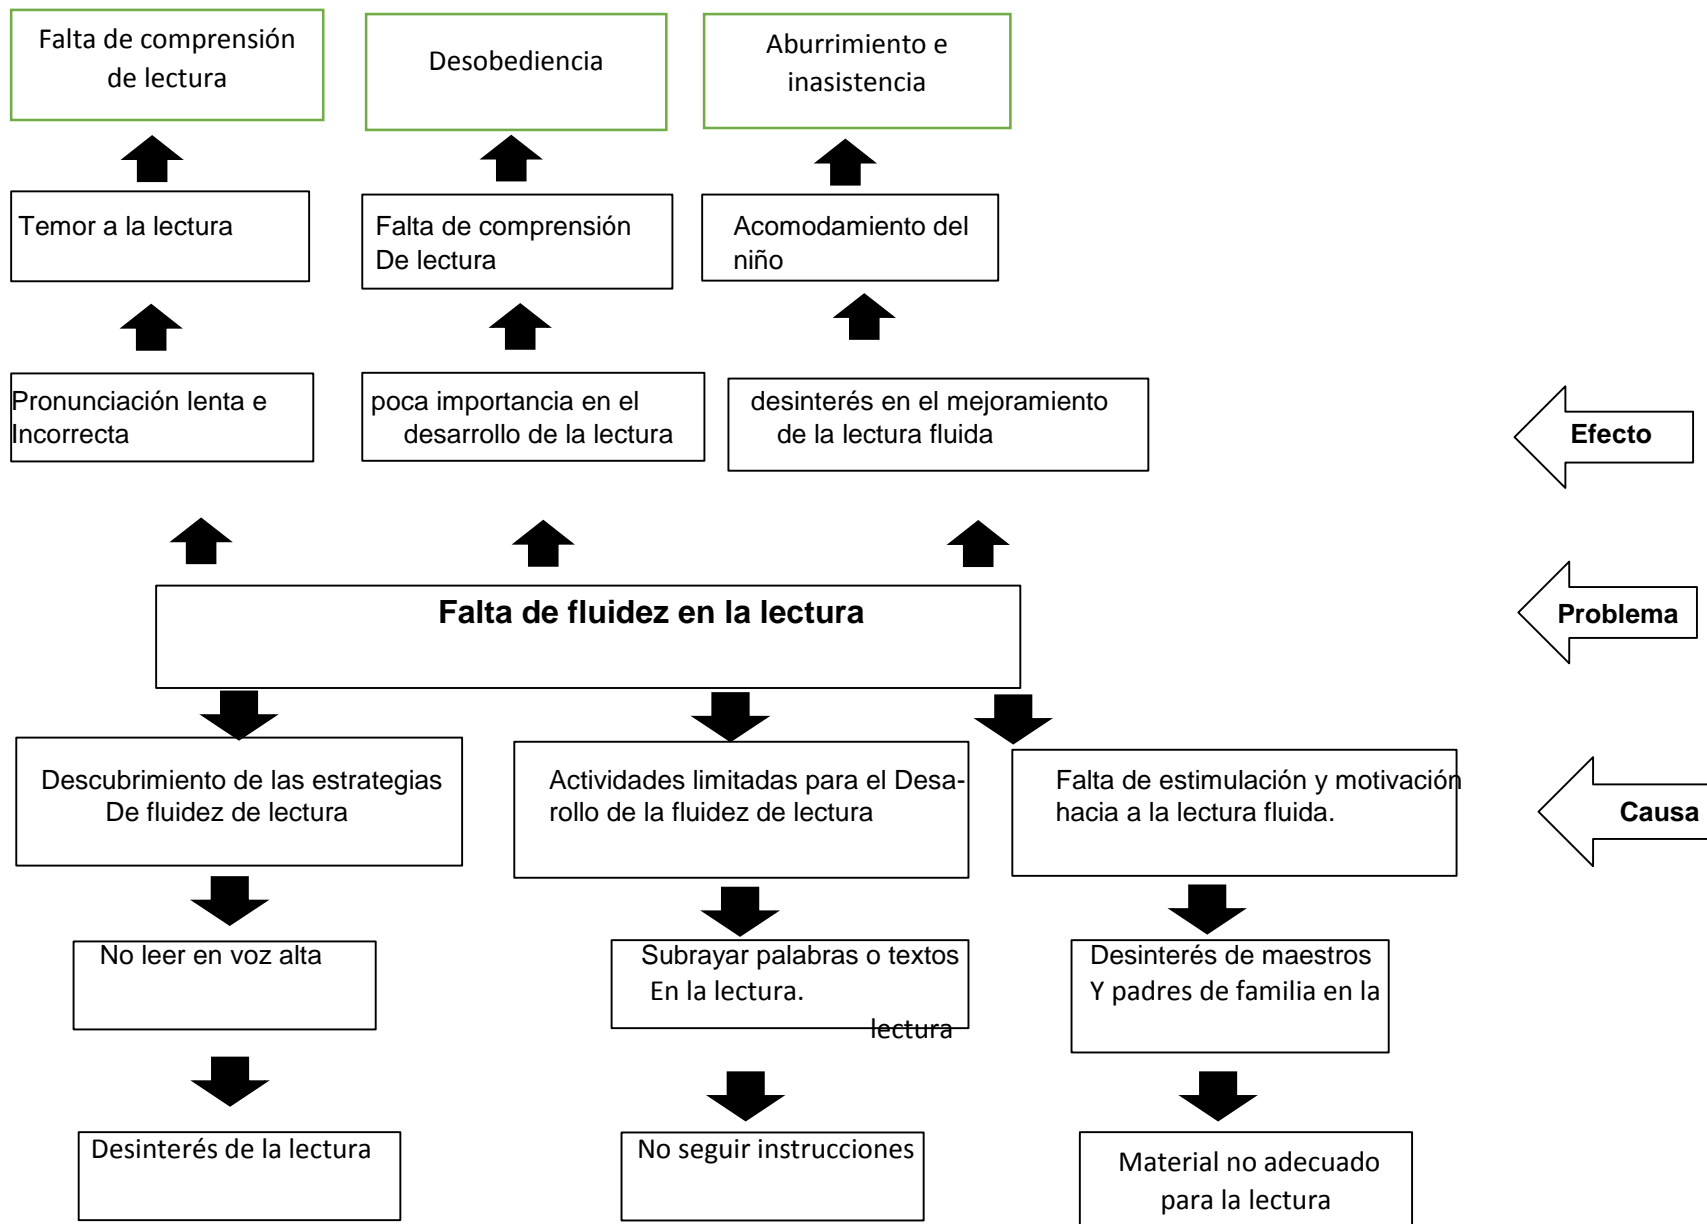 Falta de comprensión
de lectura
Desobediencia
Aburrimiento e
inasistencia
Temor a la lectura
Falta de comprensión
De lectura
Acomodamiento del
niño
Pronunciación lenta e
Incorrecta
poca importancia en el
desarrollo de la lectura
desinterés en el mejoramiento
de la lectura fluida
Efecto
Falta de fluidez en la lectura
Problema
Descubrimiento de las estrategias
De fluidez de lectura
Actividades limitadas para el Desa-
rollo de la fluidez de lectura
Falta de estimulación y motivación
hacia a la lectura fluida.
Causa
No leer en voz alta
Subrayar palabras o textos
En la lectura.
lectura
Desinterés de maestros
Y padres de familia en la
Desinterés de la lectura
No seguir instrucciones
Material no adecuado
para la lectura